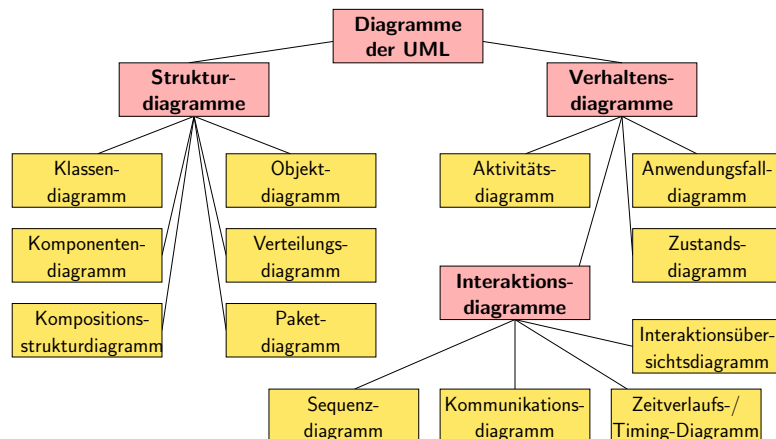 Diagramme
der UML
Struktur-
diagramme
Verhaltens-
diagramme
Klassen-
diagramm
Objekt-
diagramm
Aktivitäts-
diagramm
Anwendungsfall-
diagramm
Komponenten-
diagramm
Verteilungs-
diagramm
Zustands-
diagramm
Interaktions-
diagramme
Kompositions-
strukturdiagramm
Paket-
diagramm
Interaktionsüber-
sichtsdiagramm
Sequenz-
diagramm
Kommunikations-
diagramm
Zeitverlaufs-/
Timing-Diagramm